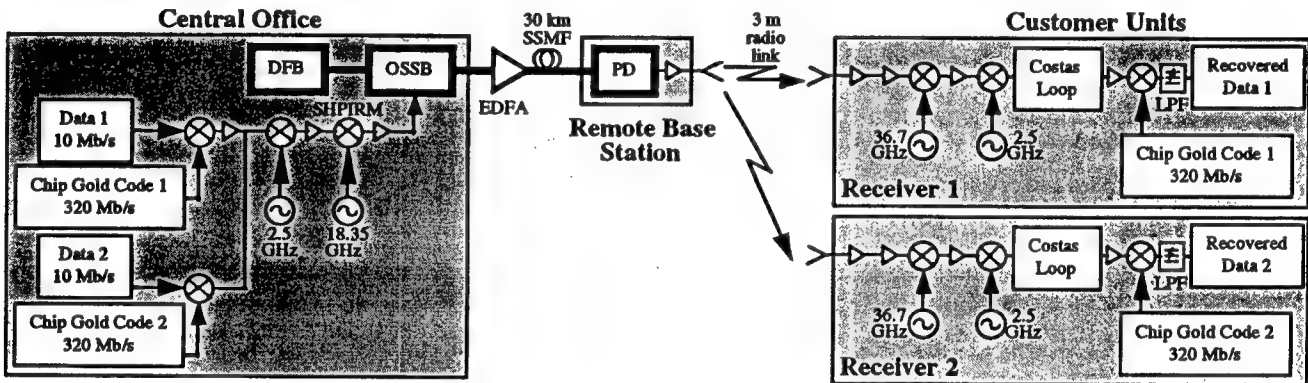 Central Office
DFB
OSSB
SHPIRM
Data 1
10 Mb/s
Chip Gold Code 1
320 Mb/s
2.5
GHz
18.35
GHz
Data 2
10 Mb/s
Chip Gold Code 2
320 Mb/s
EDFA
30 km
SSMF
PD
Remote Base
Station
3 m
radio
link
Customer Units
Costas
Loop
LPF
Recovered
Data 1
36.7
GHz
2.5
GHz
Chip Gold Code 1
320 Mb/s
Receiver 1
Costas
Loop
LPF
Recovered
Data 2
36.7
GHz
2.5
GHz
Chip Gold Code 2
320 Mb/s
Receiver 2